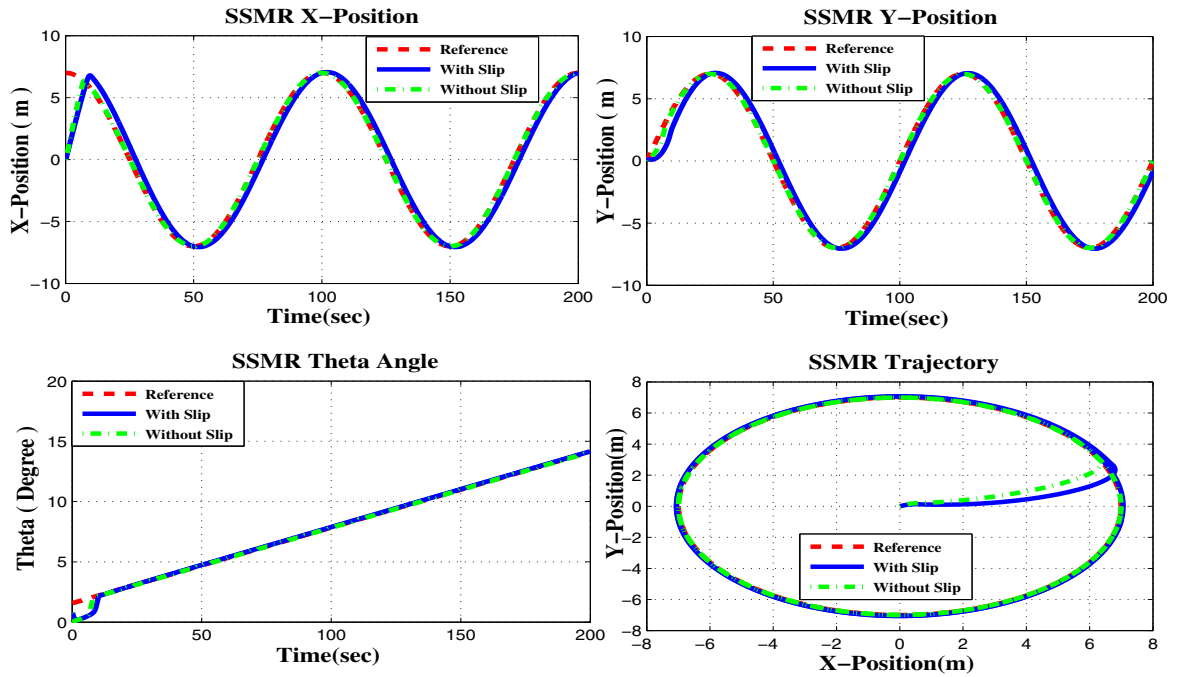 SSMR X−Position
10
5
0
−5
−10
X−Position ( m )
0 50 100 150 200
Time(sec)
Reference
With Slip
Without Slip
SSMR Y−Position
10
5
0
−5
−10
Y−Position ( m )
0 50 100 150 200
Time(sec)
Reference
With Slip
Without Slip
SSMR Theta Angle
20
15
10
5
0
Theta ( Degree )
0 50 100 150 200
Time(sec)
Reference
With Slip
Without Slip
SSMR Trajectory
8
6
4
2
0
−2
−4
−6
−8
Y−Position(m)
−8 −6 −4 −2 0 2 4 6 8
X−Position(m)
Reference
With Slip
Without Slip